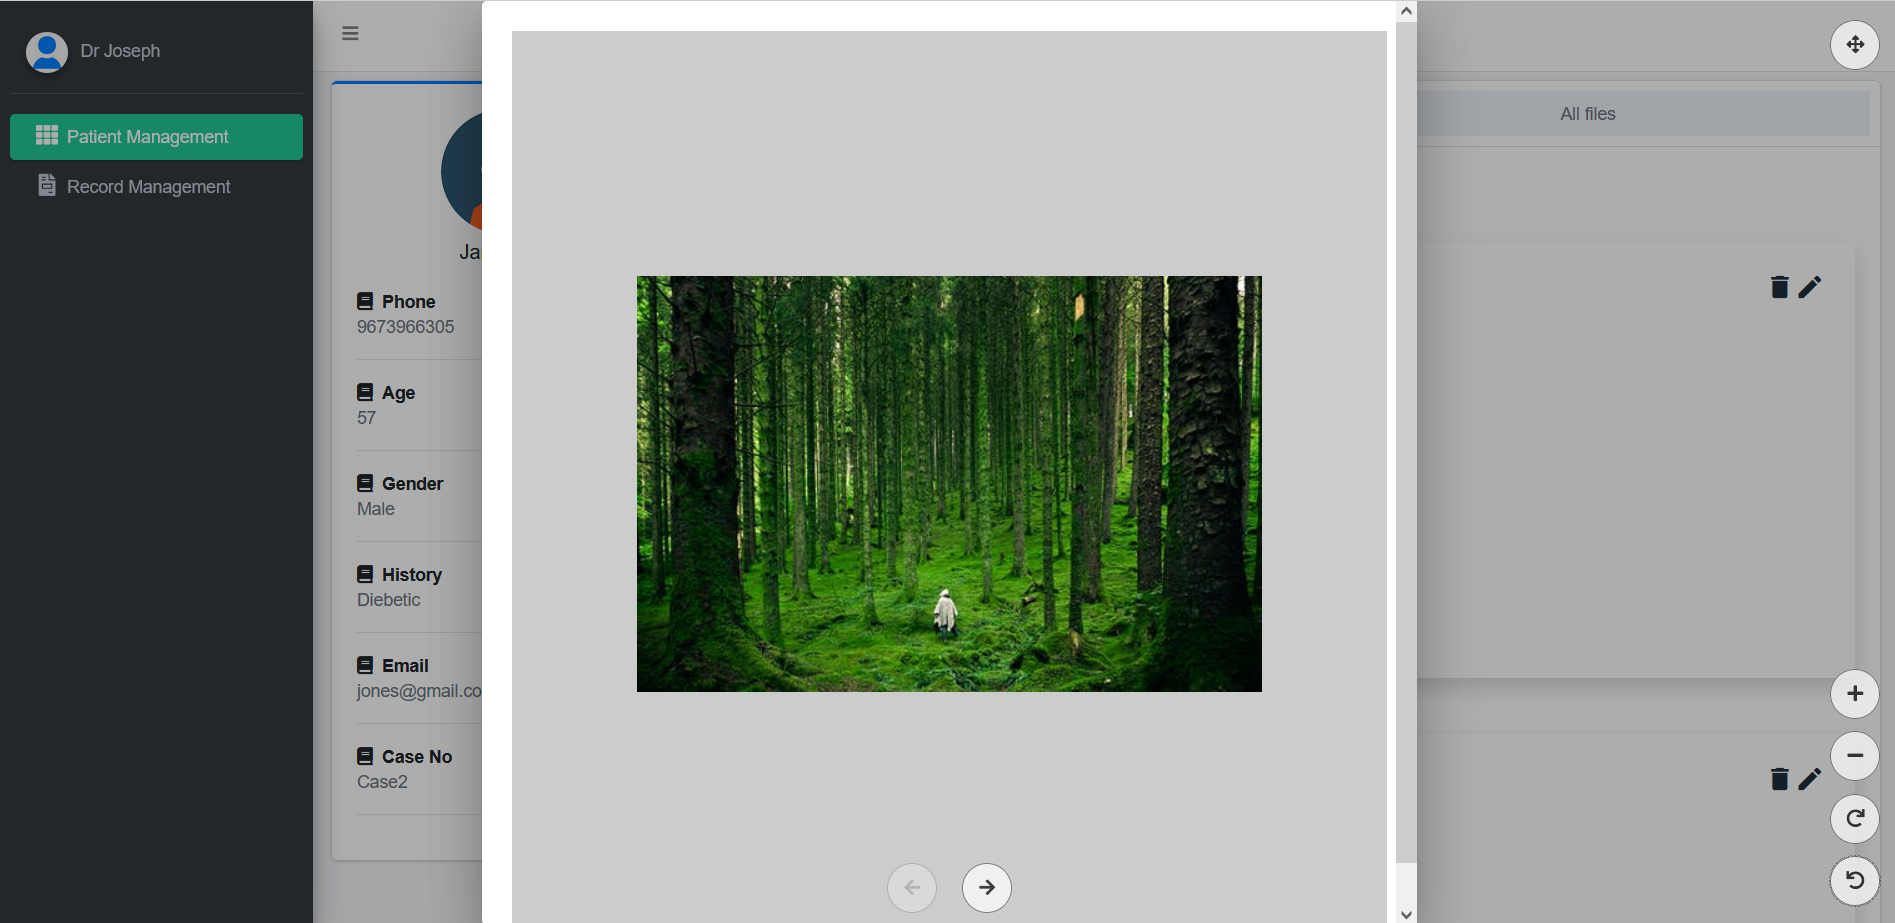 Dr Joseph
Patient Management
Record Management
Ja
Phone
9673966305
Age
57
Gender
Male
History
Diebetic
Email
jones@gmail.co
Case No
Case2
All files